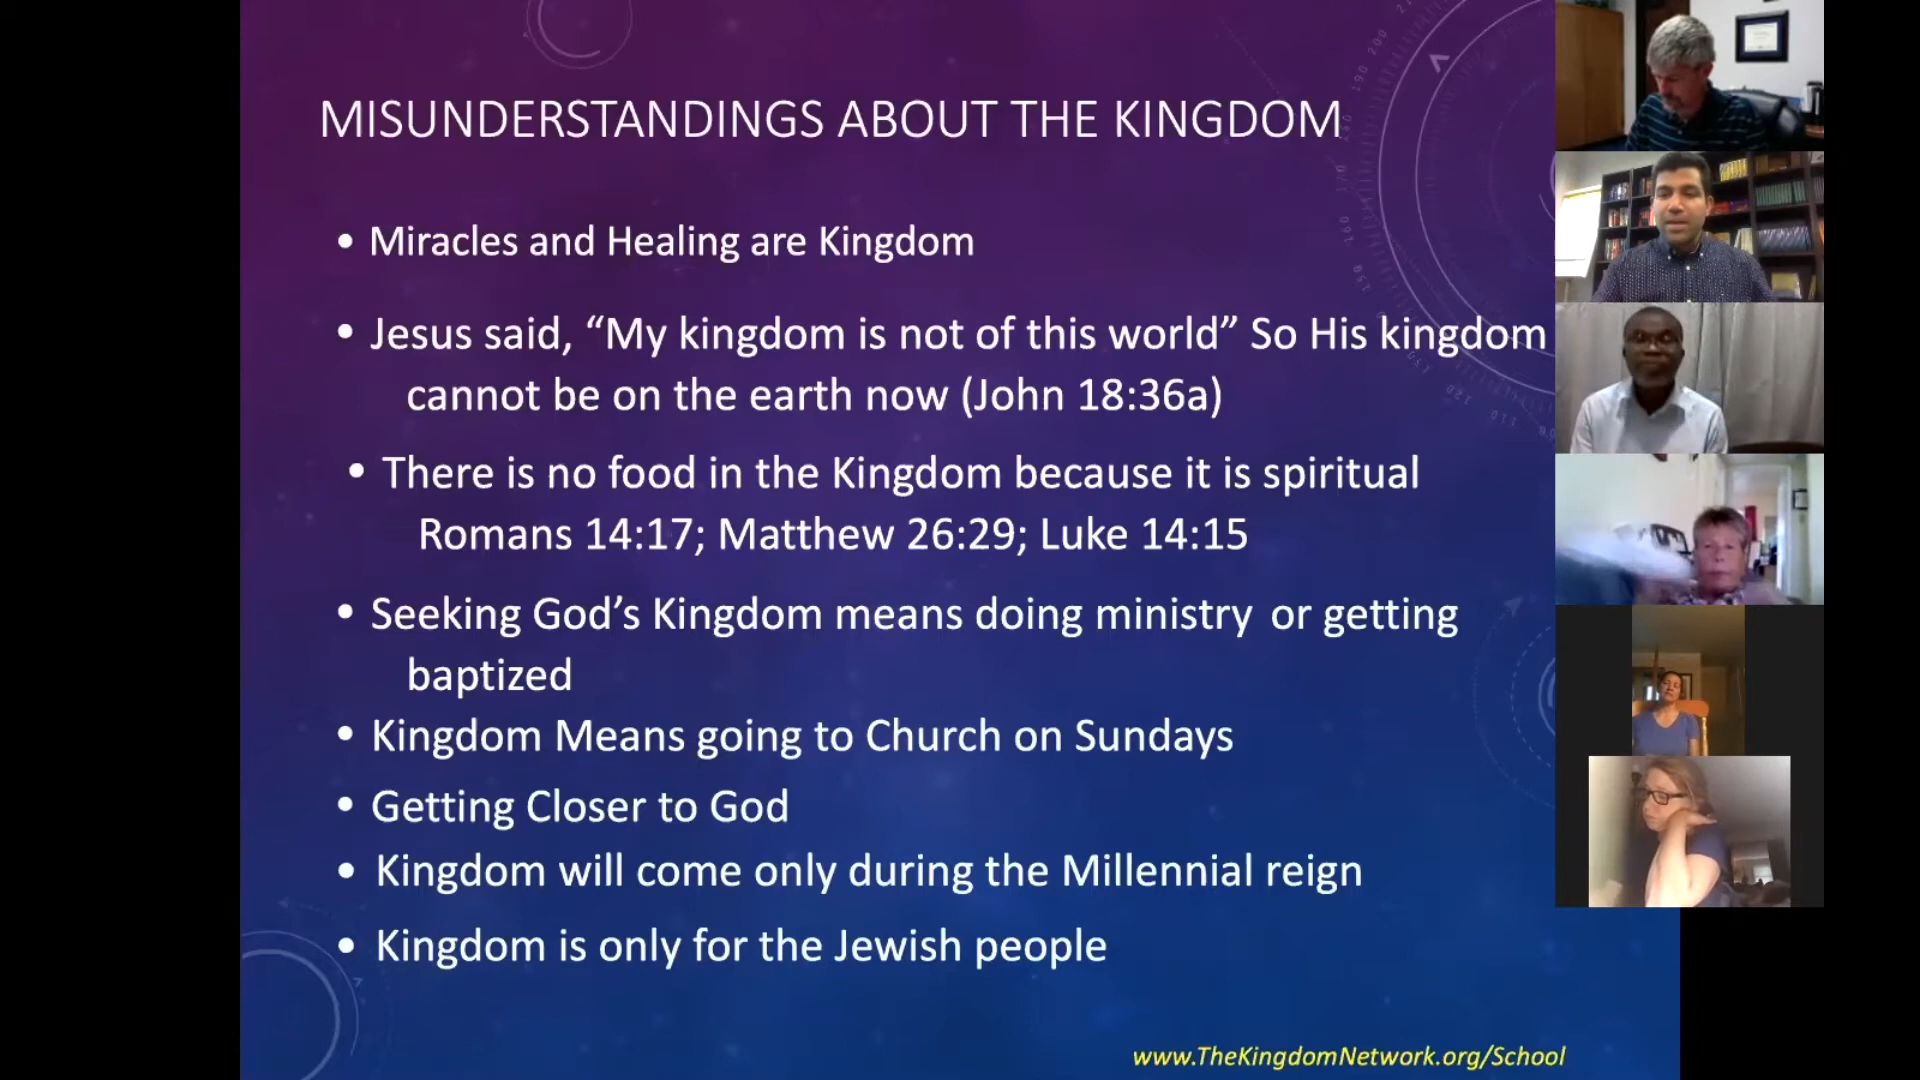 MISUNDERSTANDINGS ABOUT THE KINGDOM
• Miracles and Healing are Kingdom
• Jesus said, “My kingdom is not of this world” So His kingdom
cannot be on the earth now (John 18:36a)
• There is no food in the Kingdom because it is spiritual
Romans 14:17; Matthew 26:29; Luke 14:15
• Seeking God’s Kingdom means doing ministry or getting
baptized
• Kingdom Means going to Church on Sundays
• Getting Closer to God
• Kingdom will come only during the Millennial reign
• Kingdom is only for the Jewish people
www.TheKingdomNetwork.org/School